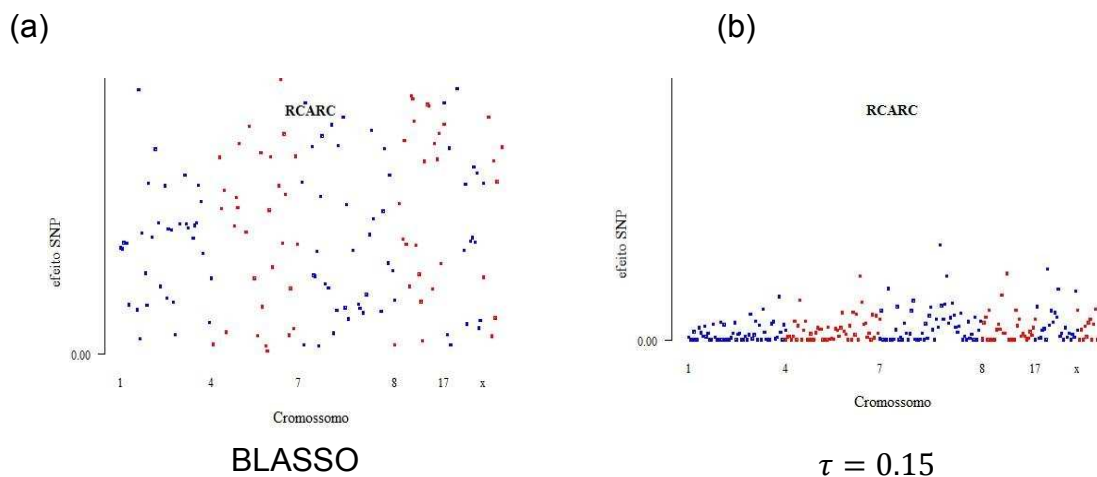 (a)
(b)
RCARC
RCARC
efeito SNP
efeito SNP
0.00
0.00
1 4 7 8 17 x
1 4 7 8 17 x
Cromossomo
Cromossomo
BLASSO
τ = 0.15